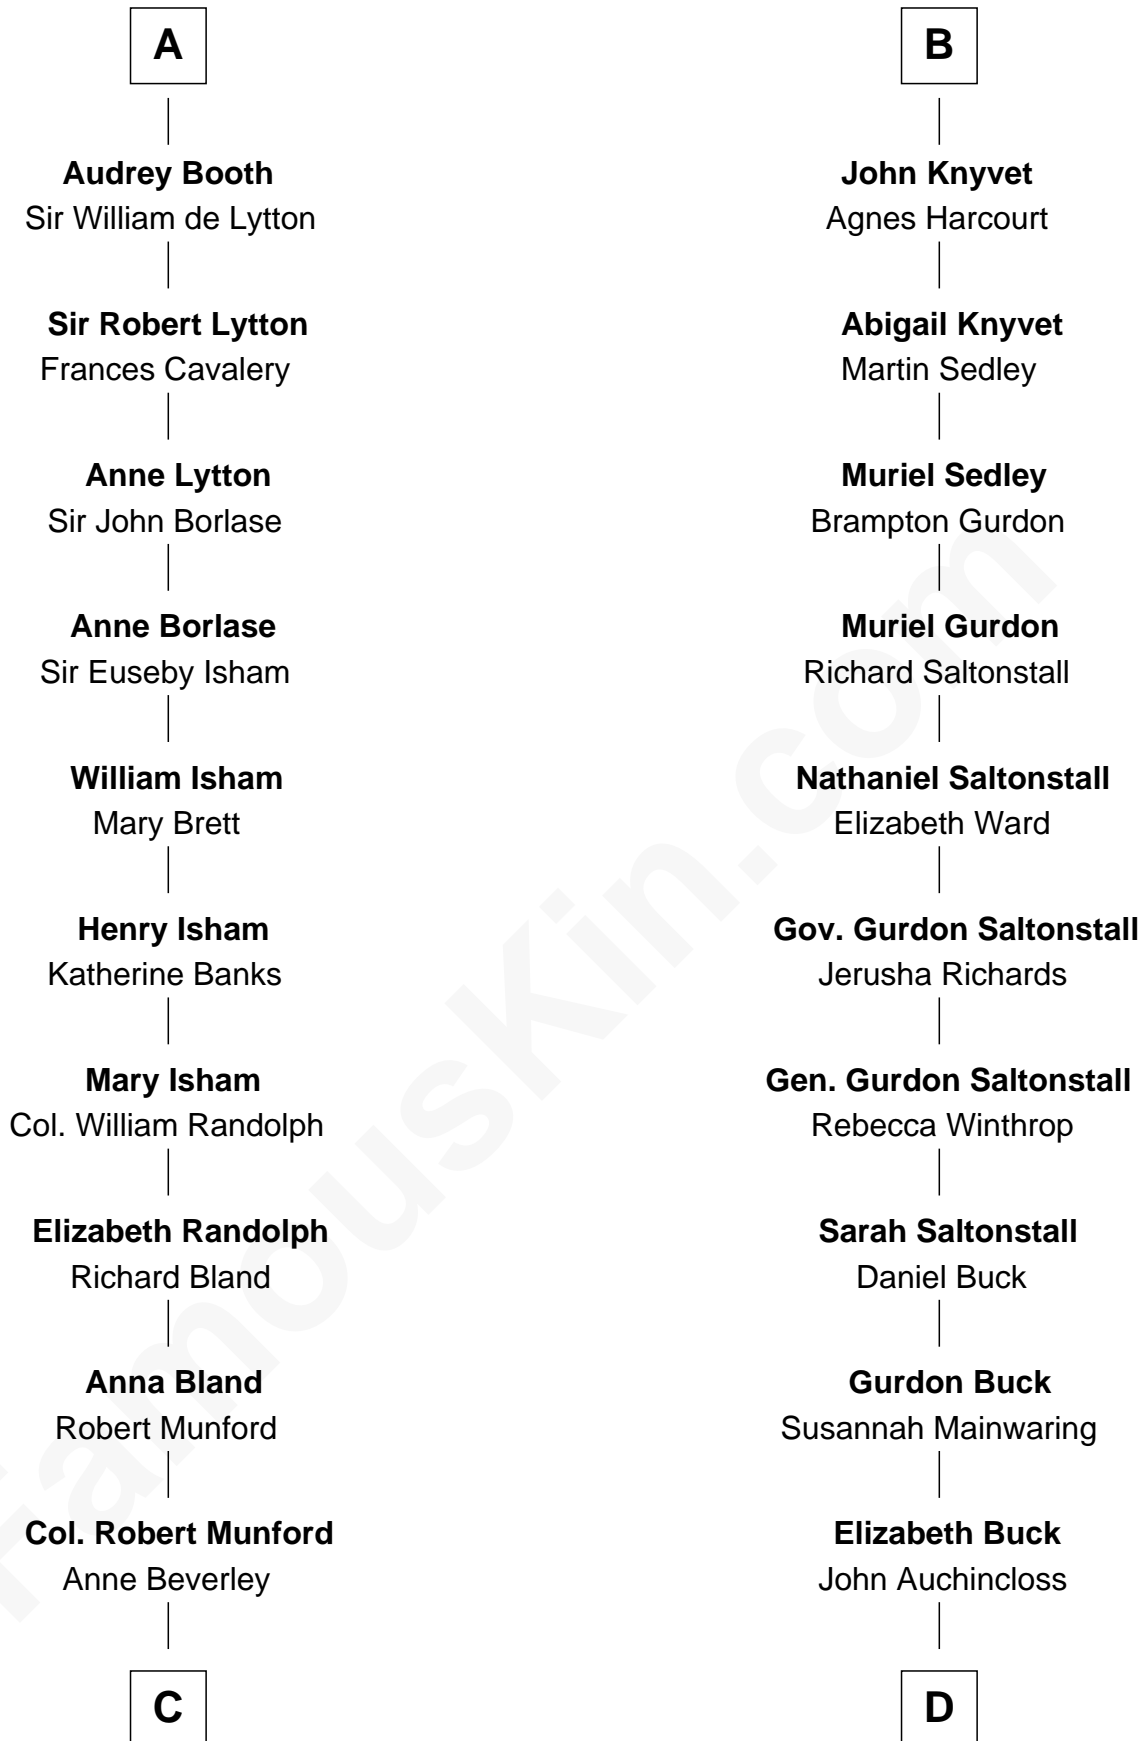 A
Audrey Booth
Sir William de Lytton
Sir Robert Lytton
Frances Cavalery
Anne Lytton
Sir John Borlase
Anne Borlase
Sir Euseby Isham
William Isham
Mary Brett
Henry Isham
Katherine Banks
Mary Isham
Col. William Randolph
Elizabeth Randolph
Richard Bland
Anna Bland
Robert Munford
Col. Robert Munford
Anne Beverley
C
B
John Knyvet
Agnes Harcourt
Abigail Knyvet
Martin Sedley
Muriel Sedley
Brampton Gurdon
Muriel Gurdon
Richard Saltonstall
Nathaniel Saltonstall
Elizabeth Ward
Gov. Gurdon Saltonstall
Jerusha Richards
Gen. Gurdon Saltonstall
Rebecca Winthrop
Sarah Saltonstall
Daniel Buck
Gurdon Buck
Susannah Mainwaring
Elizabeth Buck
John Auchincloss
D
FamousKin.com